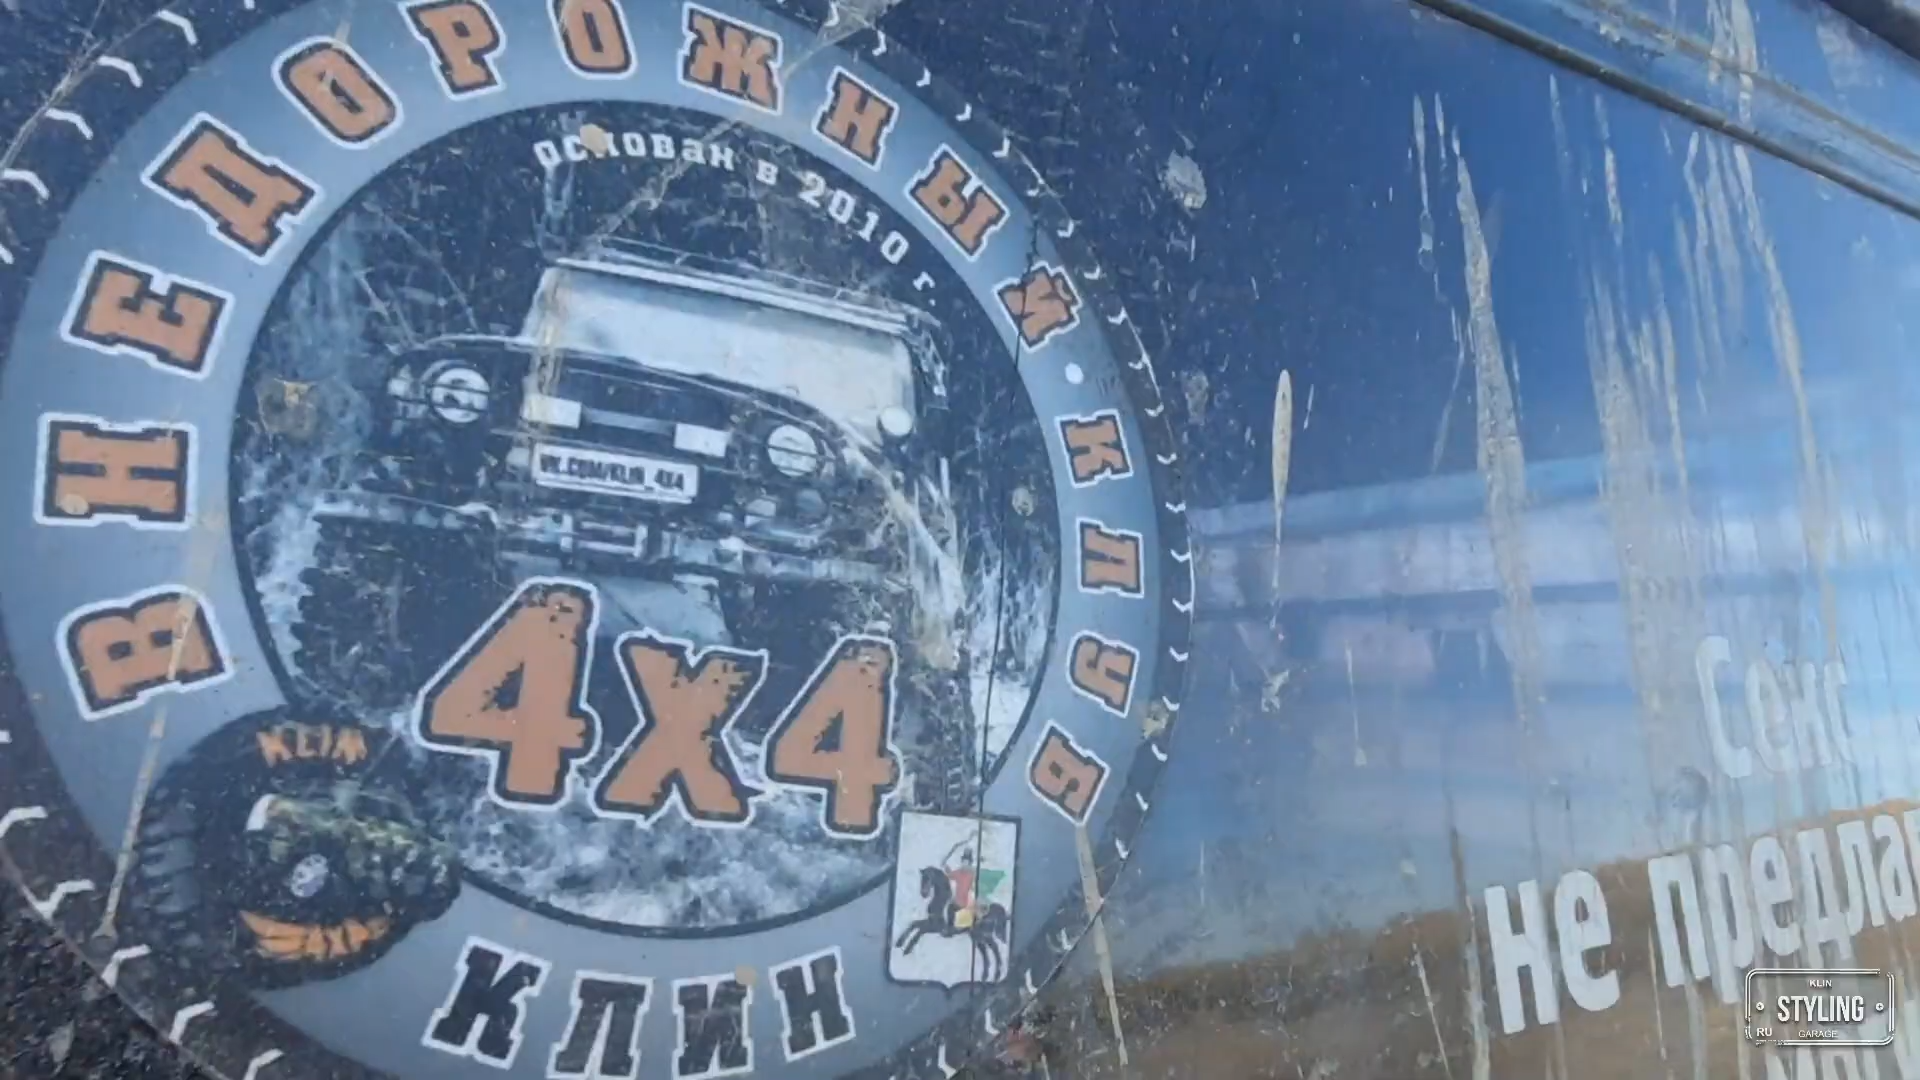 ВНЕДОРОЖНЫЙ • КЛУБ
основан в 2010 г.
VK.COM/KLIN_4X4
4x4
KLIN
КЛИН
Секс
не предла
KLIN
STYLING
RU
GARAGE